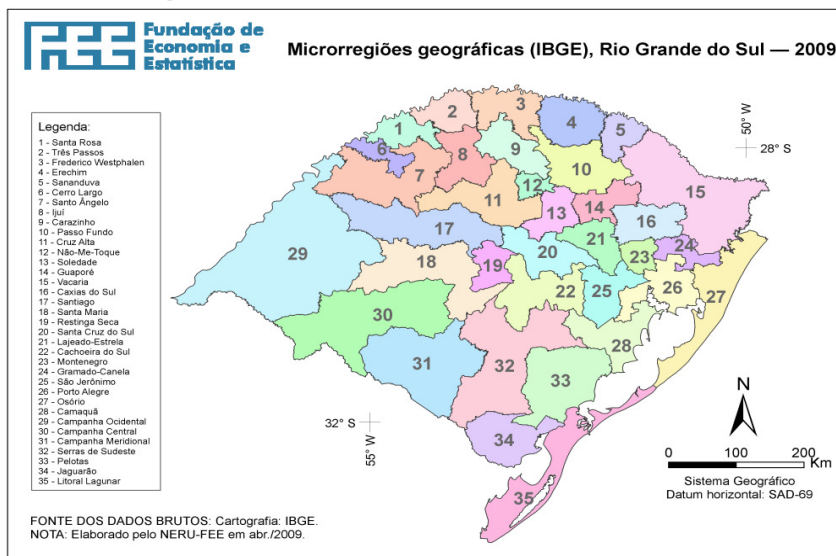 FEE
Fundação de
Economia e
Estatística
Microrregiões geográficas (IBGE), Rio Grande do Sul — 2009
Legenda:
1 - Santa Rosa
2 - Três Passos
3 - Frederico Westphalen
4 - Erechim
5 - Sananduva
6 - Cerro Largo
7 - Santo Ângelo
8 - Ijuí
9 - Carazinho
10 - Passo Fundo
11 - Cruz Alta
12 - Não-Me-Toque
13 - Soledade
14 - Guaporé
15 - Vacaria
16 - Caxias do Sul
17 - Santiago
18 - Santa Maria
19 - Restinga Seca
20 - Santa Cruz do Sul
21 - Lajeado-Estrela
22 - Cachoeira do Sul
23 - Montenegro
24 - Gramado-Canela
25 - São Jerônimo
26 - Porto Alegre
27 - Osório
28 - Camaquã
29 - Campanha Ocidental
30 - Campanha Central
31 - Campanha Meridional
32 - Serras de Sudeste
33 - Pelotas
34 - Jaguarão
35 - Litoral Lagunar
50° W
28° S
1
2
3
4
5
6
7
8
9
10
11
12
13
14
15
16
17
18
19
20
21
22
23
24
25
26
27
28
29
30
31
32
33
34
35
32° S
55° W
N
0 100 200 Km
Sistema Geográfico
Datum horizontal: SAD-69
FONTE DOS DADOS BRUTOS: Cartografia: IBGE.
NOTA: Elaborado pelo NERU-FEE em abr./2009.